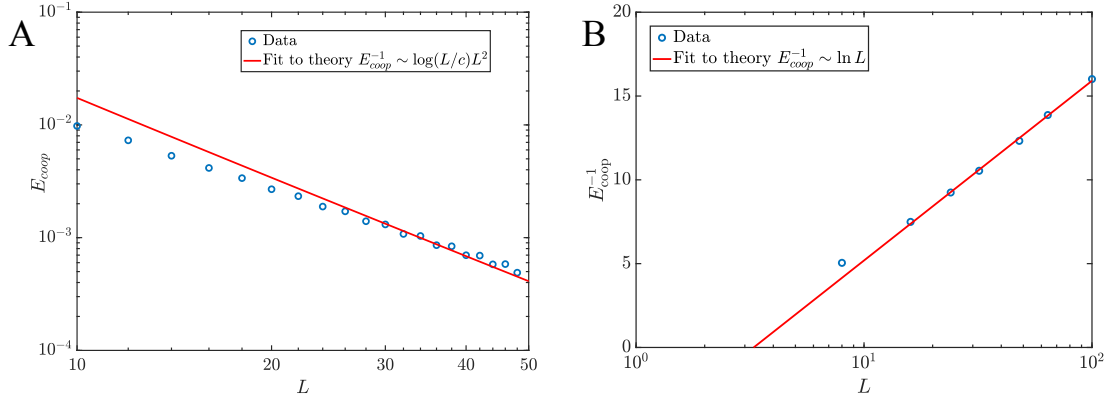 A
10^{-1}
10^{-2}
10^{-3}
10^{-4}
E_{coop}
Data
Fit to theory E_{coop}^{-1} ∼ log(L/c)L^2
10
20
30
40
50
L
B
20
15
10
5
0
E_{coop}^{-1}
Data
Fit to theory E_{coop}^{-1} ∼ ln L
10^0
10^1
10^2
L